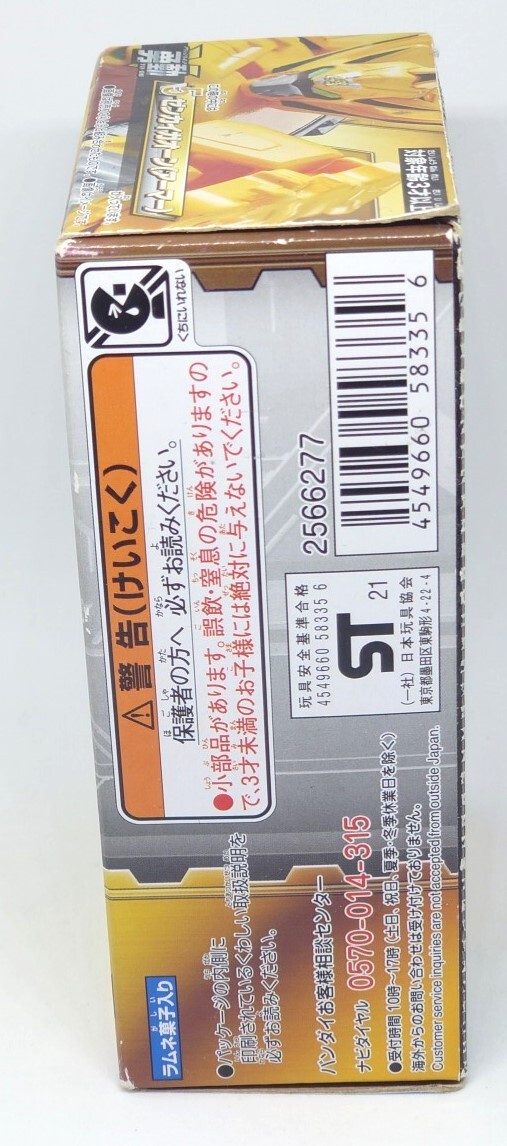 対象年齢3才以上
くちにいれない
警告(けいこく)
保護者の方へ 必ずお読みください。
●小部品があります。誤飲・窒息の危険がありますの
で、3才未満のお子様には絶対に与えないでください。
2566277
4549660 58335 6
玩具安全基準合格
4549660 58335 6
ST 21
(一社)日本玩具協会
東京都墨田区東駒形4-22-4
ラムネ菓子入り
●パッケージの内側に
印刷されているくわしい取扱説明を
必ずお読みください。
バンダイお客様相談センター
ナビダイヤル 0570-014-315
●受付時間 10時~17時(土日、祝日、夏季・冬季休業日を除く)
海外からのお問い合わせは受け付けておりません。
Customer service inquiries are not accepted from outside Japan.